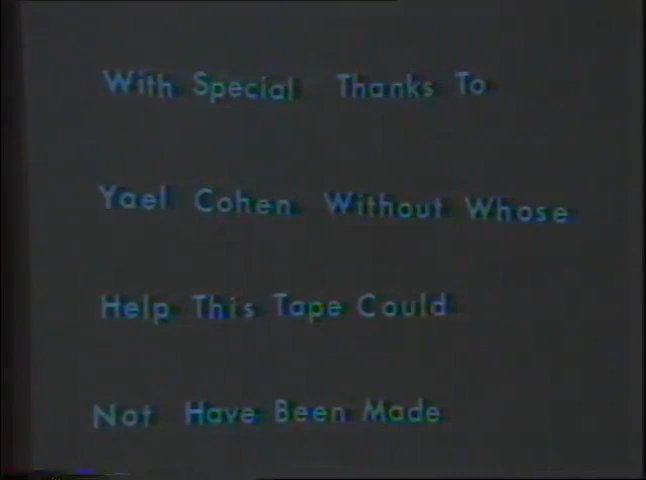 With Special Thanks To
Yael Cohen Without Whose
Help This Tape Could
Not Have Been Made